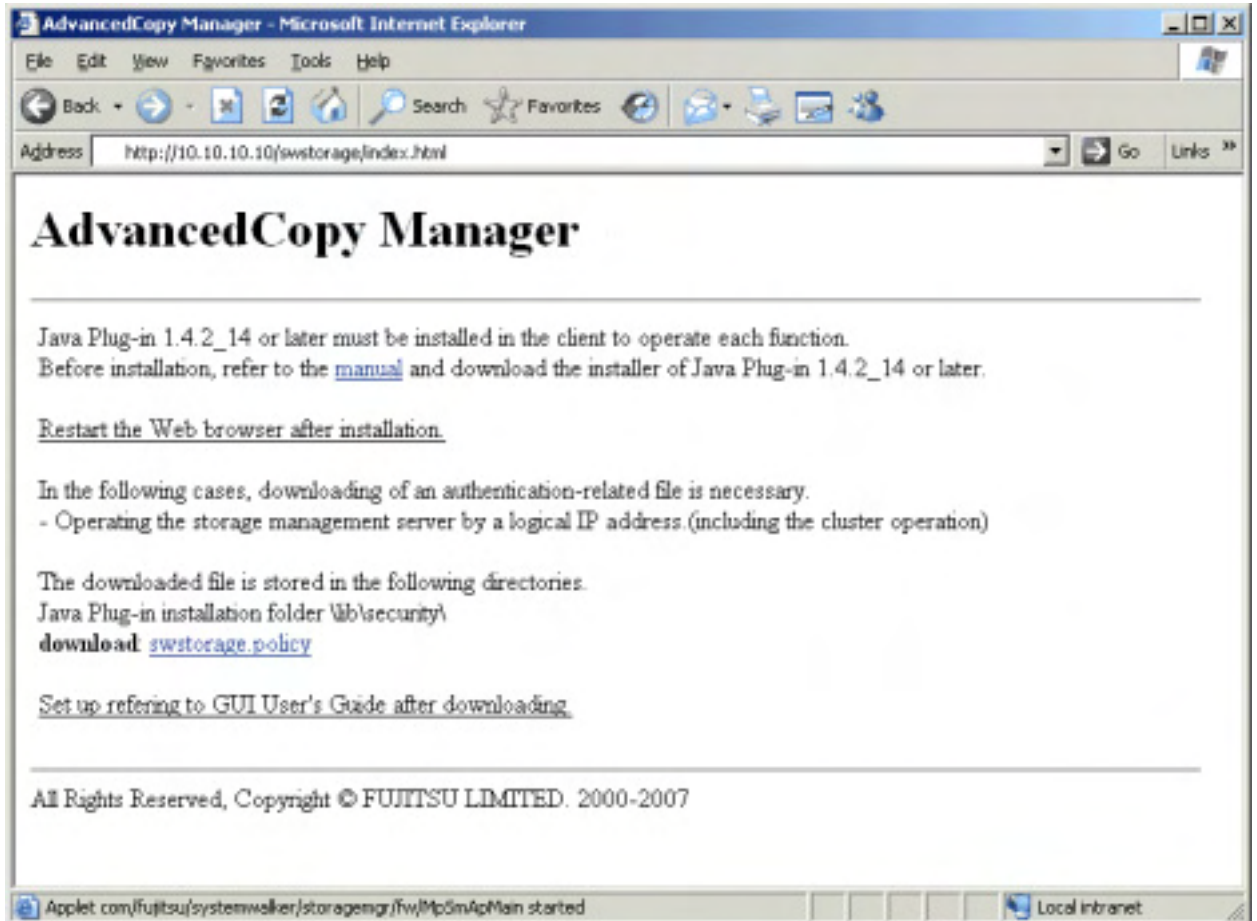 AdvancedCopy Manager - Microsoft Internet Explorer
File Edit View Favorites Tools Help
Back Search Favorites
Address http://10.10.10.10/swstorage/index.html Go Links »
AdvancedCopy Manager
Java Plug-in 1.4.2_14 or later must be installed in the client to operate each function.
Before installation, refer to the manual and download the installer of Java Plug-in 1.4.2_14 or later.
Restart the Web browser after installation.
In the following cases, downloading of an authentication-related file is necessary.
- Operating the storage management server by a logical IP address.(including the cluster operation)
The downloaded file is stored in the following directories.
Java Plug-in installation folder \lib\security\
download: swstorage.policy
Set up refering to GUI User's Guide after downloading.
All Rights Reserved, Copyright © FUJITSU LIMITED. 2000-2007
Applet com/fujitsu/systemwalker/storagemgr/fw/MpSmApMain started Local intranet